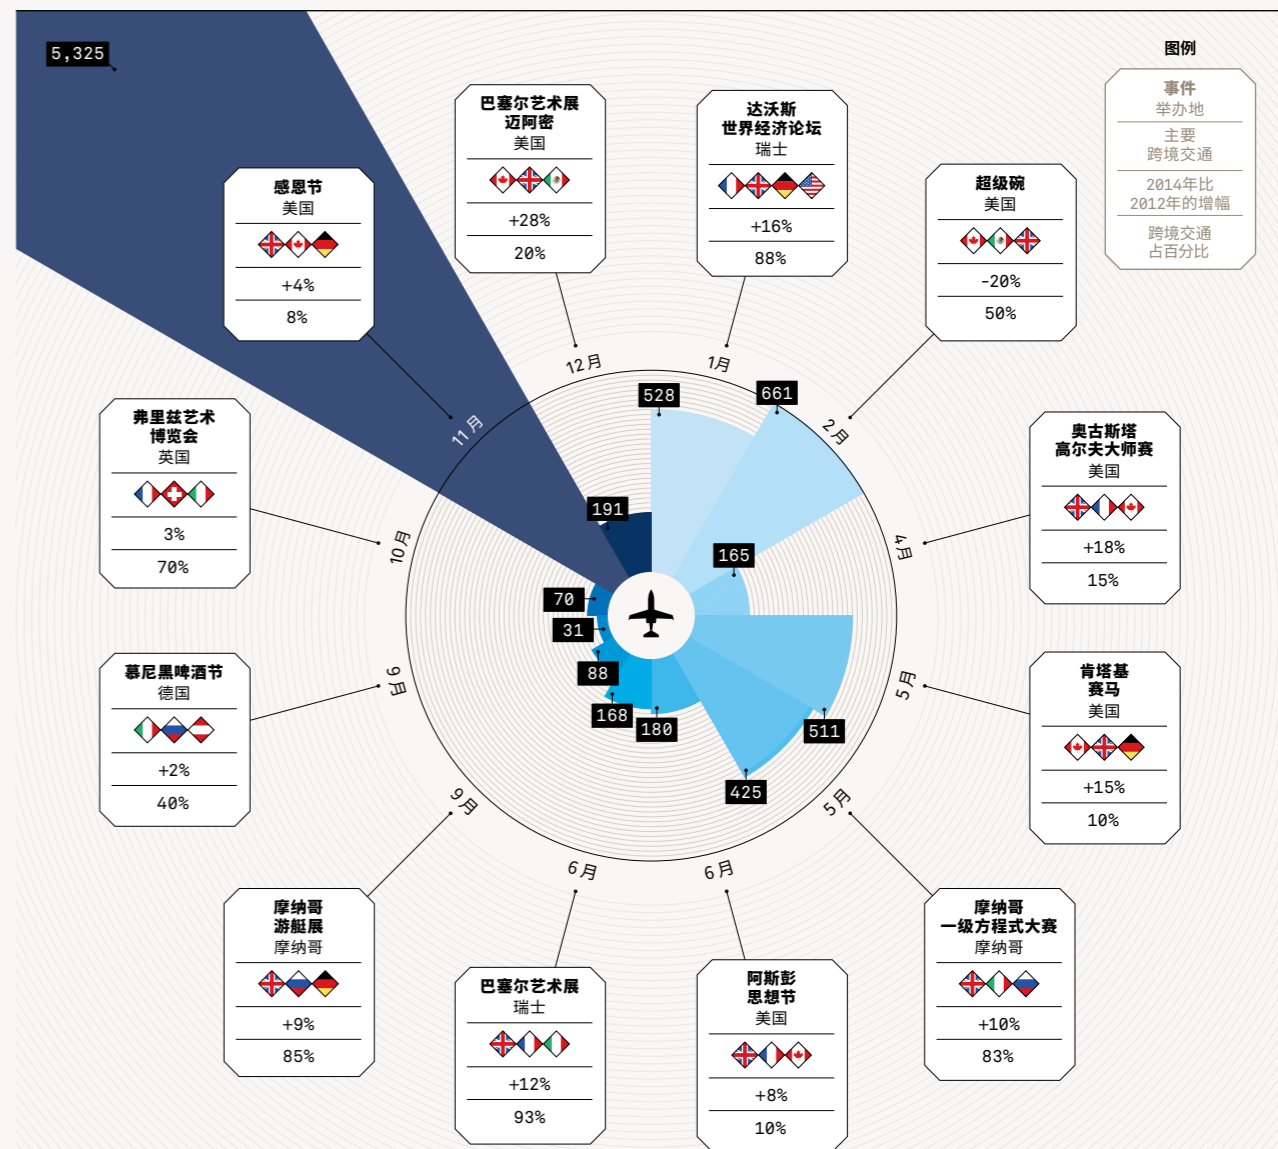 5,325
图例
事件
举办地
主要
跨境交通
2014年比
2012年的增幅
跨境交通
占百分比
巴塞尔艺术展
迈阿密
美国
+28%
20%
达沃斯
世界经济论坛
瑞士
+16%
88%
感恩节
美国
+4%
8%
超级碗
美国
-20%
50%
12月
1月
528
661
11月
2月
弗里兹艺术
博览会
英国
3%
70%
奥古斯塔
高尔夫大师赛
美国
+18%
15%
191
10月
4月
165
70
31
88
168
180
511
425
慕尼黑啤酒节
德国
+2%
40%
9月
5月
肯塔基
赛马
美国
+15%
10%
9月
5月
6月
6月
摩纳哥
游艇展
摩纳哥
+9%
85%
巴塞尔艺术展
瑞士
+12%
93%
阿斯彭
思想节
美国
+8%
10%
摩纳哥
一级方程式大赛
摩纳哥
+10%
83%